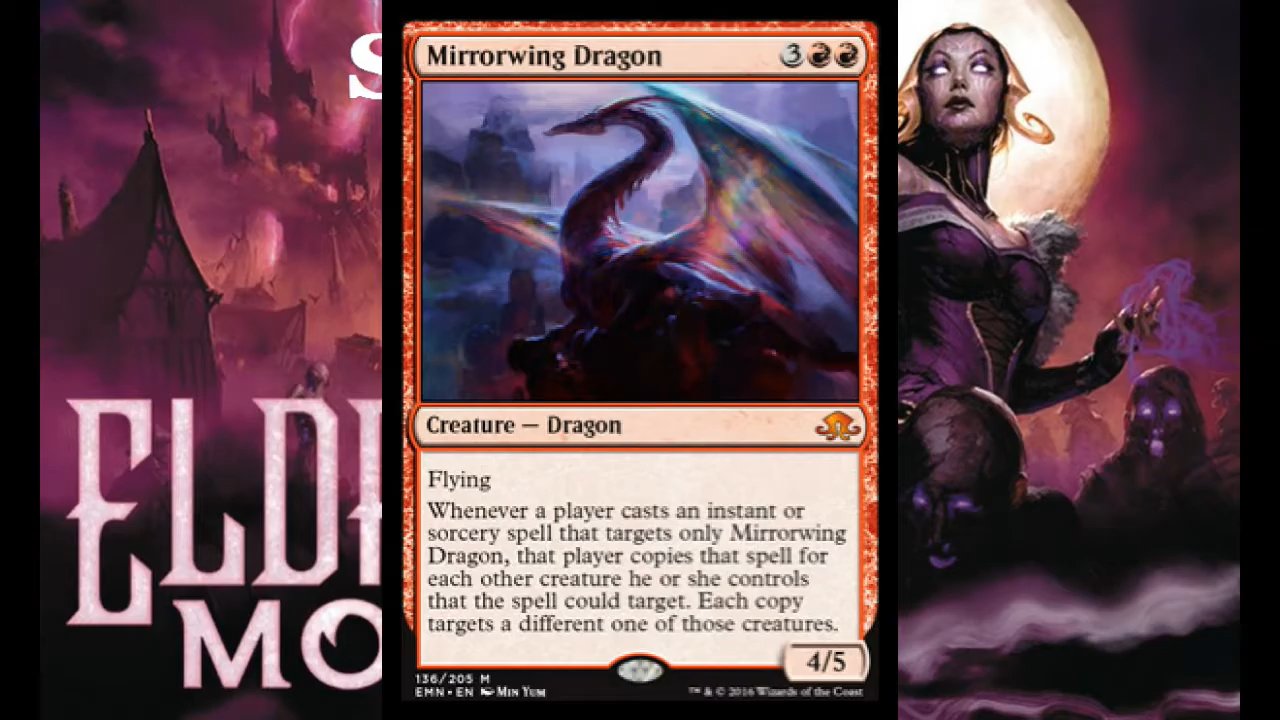 S
Mirrorwing Dragon 3
Creature — Dragon
Flying
Whenever a player casts an instant or
sorcery spell that targets only Mirrorwing
Dragon, that player copies that spell for
each other creature he or she controls
that the spell could target. Each copy
targets a different one of those creatures.
4/5
136/205 M
EMN • EN Min Yum
™ & © 2016 Wizards of the Coast
ELD
MO